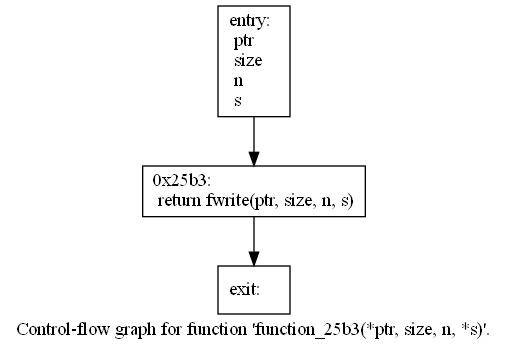 entry:
ptr
size
n
s
0x25b3:
return fwrite(ptr, size, n, s)
exit:
Control-flow graph for function 'function_25b3(*ptr, size, n, *s)'.